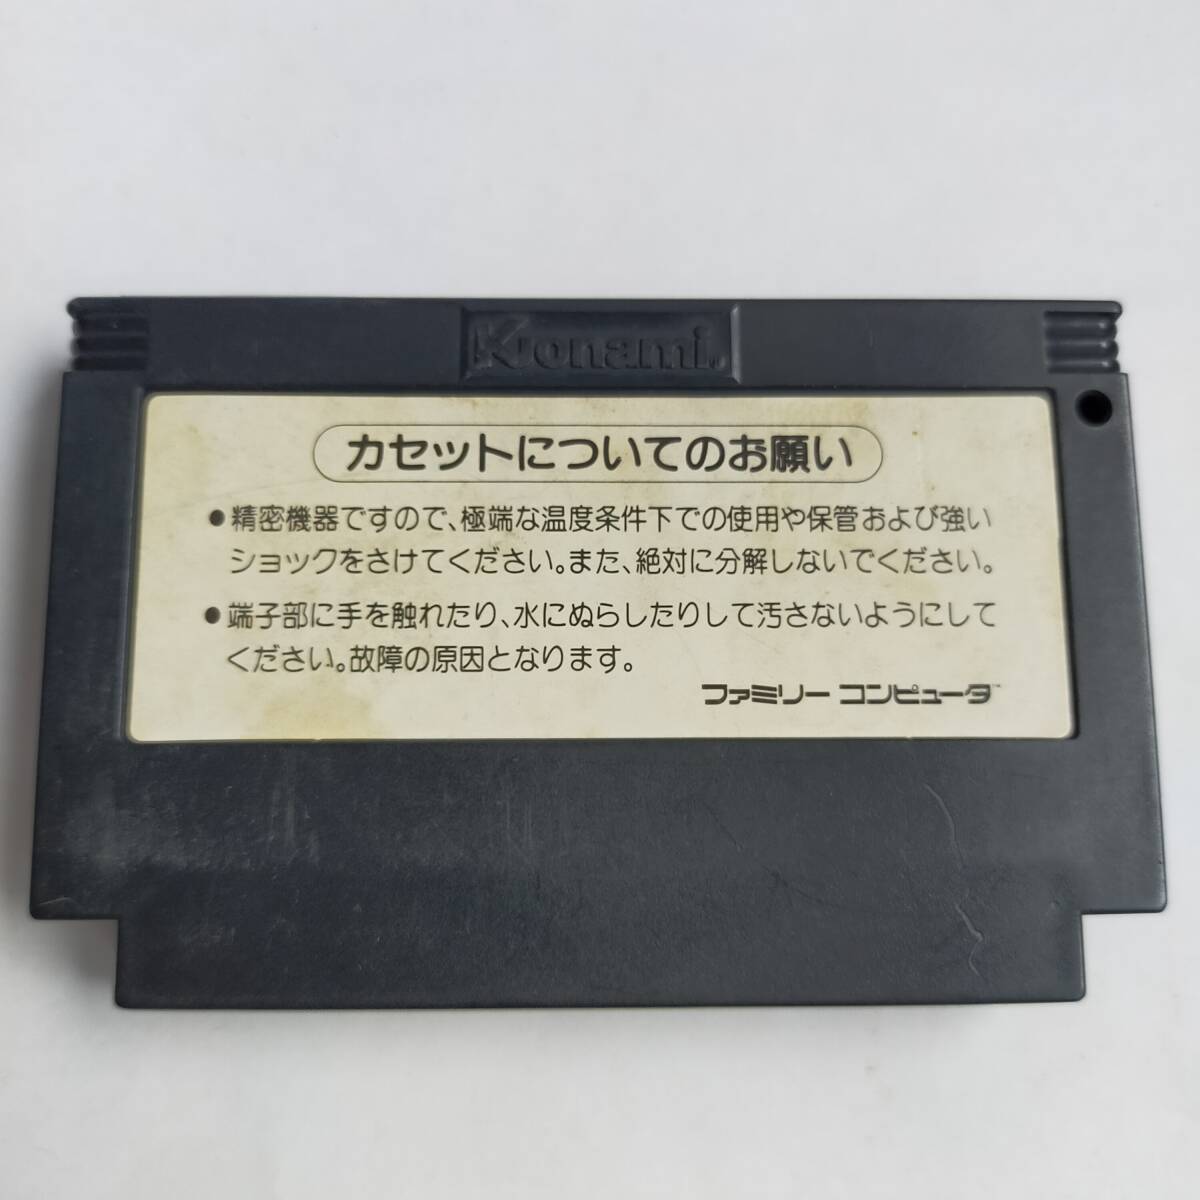 Konami
カセットについてのお願い
●精密機器ですので、極端な温度条件下での使用や保管および強い
ショックをさけてください。また、絶対に分解しないでください。
●端子部に手を触れたり、水にぬらしたりして汚さないようにして
ください。故障の原因となります。
ファミリー コンピュータ™